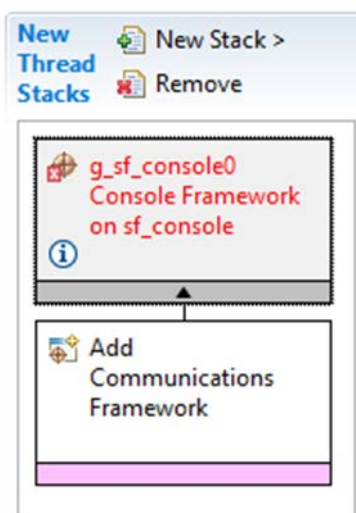 New
Thread
Stacks
New Stack >
Remove
g_sf_console0
Console Framework
on sf_console
Add
Communications
Framework